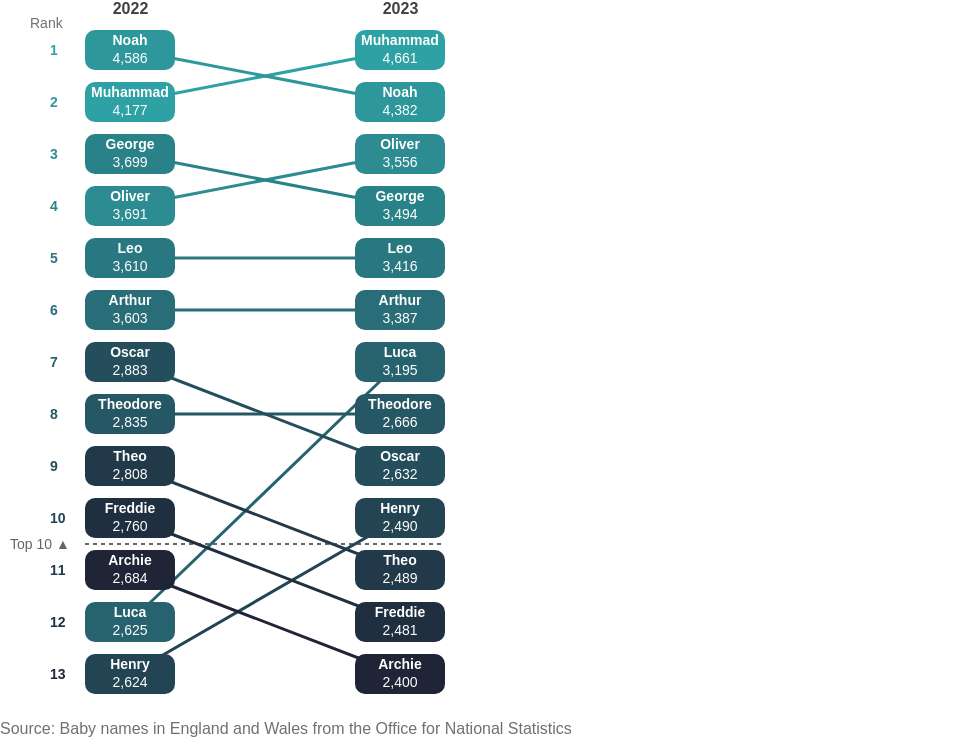 2022 2023
Rank
1 Noah Muhammad
4,586 4,661
2 Muhammad Noah
4,177 4,382
3 George Oliver
3,699 3,556
4 Oliver George
3,691 3,494
5 Leo Leo
3,610 3,416
6 Arthur Arthur
3,603 3,387
7 Oscar Luca
2,883 3,195
8 Theodore Theodore
2,835 2,666
9 Theo Oscar
2,808 2,632
10 Freddie Henry
2,760 2,490
Top 10 ▲
11 Archie Theo
2,684 2,489
12 Luca Freddie
2,625 2,481
13 Henry Archie
2,624 2,400
Source: Baby names in England and Wales from the Office for National Statistics